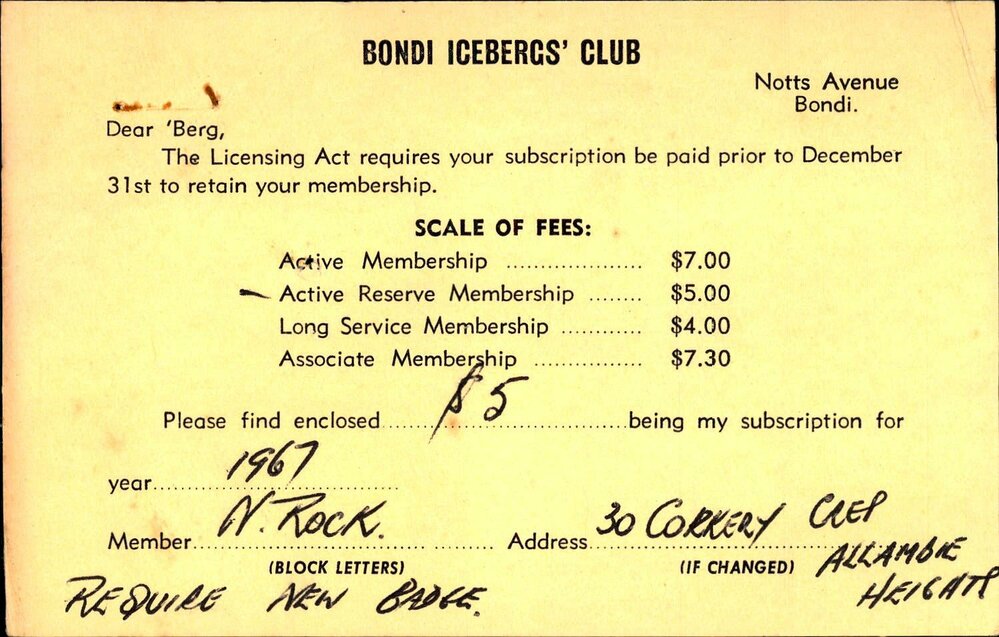 BONDI ICEBERGS' CLUB
Notts Avenue
Bondi.
Dear 'Berg,
The Licensing Act requires your subscription be paid prior to December
31st to retain your membership.
SCALE OF FEES:
Active Membership ................... $7.00
Active Reserve Membership ........ $5.00
Long Service Membership ............ $4.00
Associate Membership ................ $7.30
Please find enclosed $5 being my subscription for
year 1967
Member N. ROCK. Address 30 CORKERY CRES
(BLOCK LETTERS) (IF CHANGED) ALLAMBIE
REQUIRE NEW BADGE. HEIGHTS